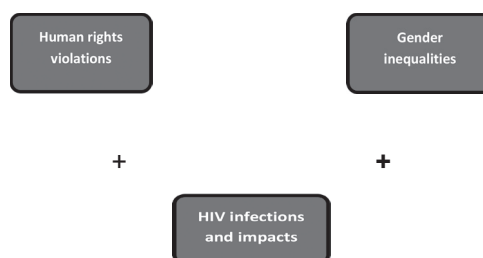 Human rights
violations
Gender
inequalities
+
+
HIV infections
and impacts